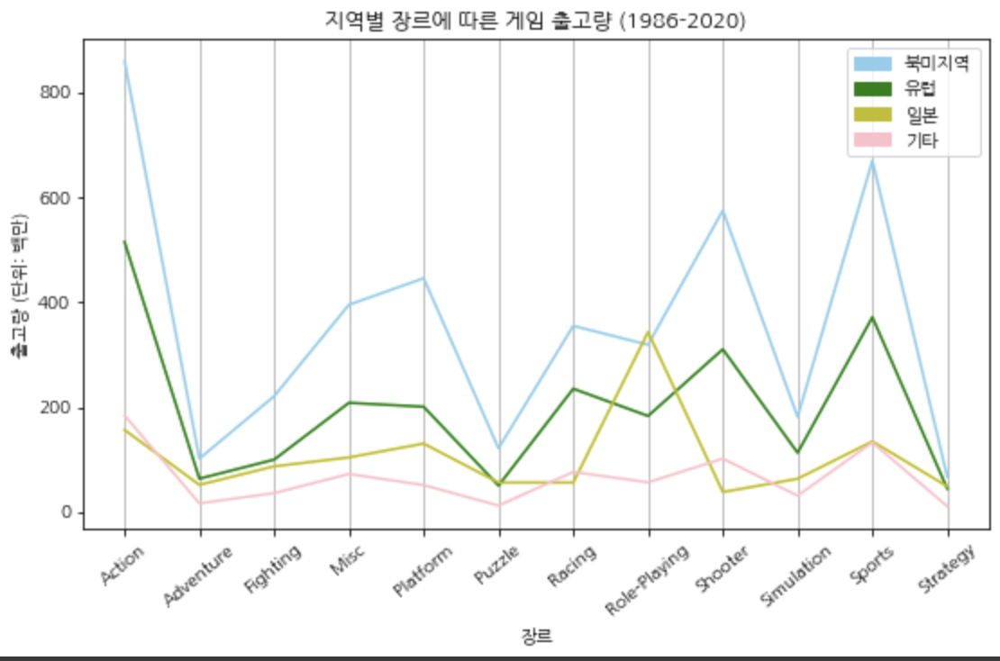 지역별 장르에 따른 게임 출고량 (1986-2020)
북미지역
유럽
일본
기타
800
600
400
200
0
출고량 (단위: 백만)
Action
Adventure
Fighting
Misc
Platform
Puzzle
Racing
Role-Playing
Shooter
Simulation
Sports
Strategy
장르